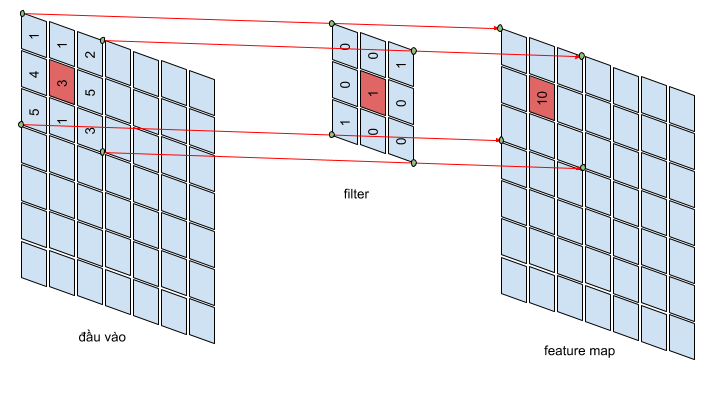 1 1 2
4 3 5
5 1 3
0 0 1
0 1 0
1 0 0
10
filter
đầu vào
feature map